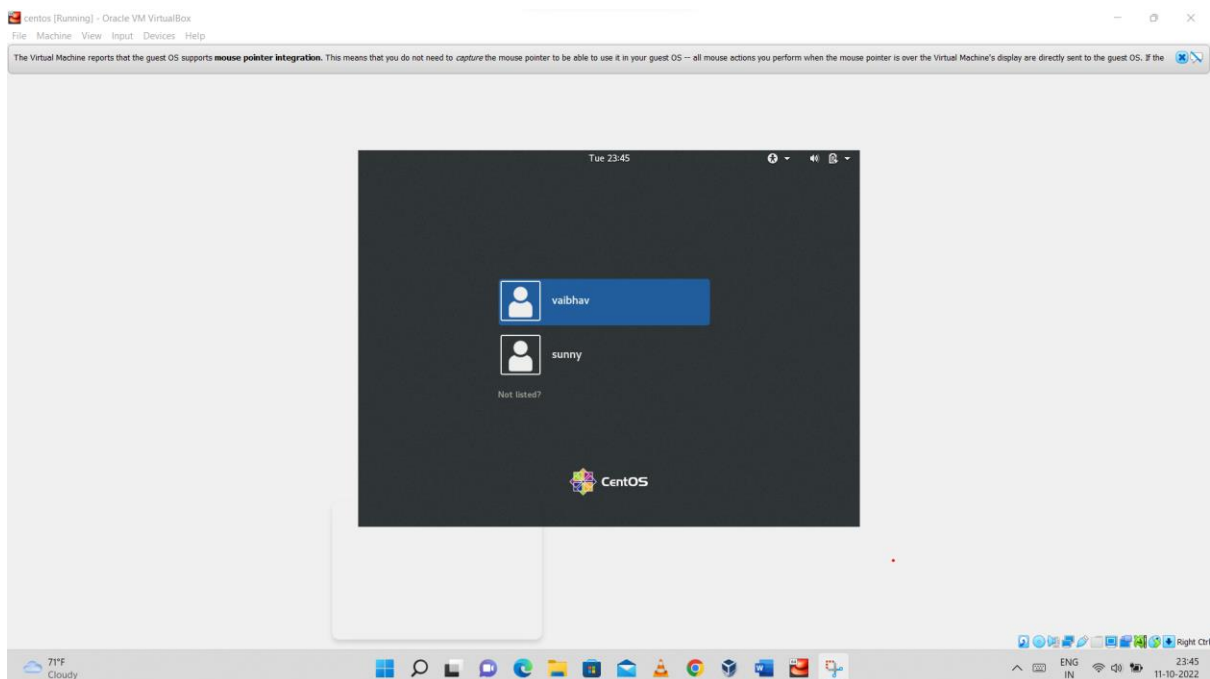 centos [Running] - Oracle VM VirtualBox
File Machine View Input Devices Help
The Virtual Machine reports that the guest OS supports mouse pointer integration. This means that you do not need to capture the mouse pointer to be able to use it in your guest OS -- all mouse actions you perform when the mouse pointer is over the Virtual Machine's display are directly sent to the guest OS. If the
Tue 23:45
vaibhav
sunny
Not listed?
CentOS
Right Ctrl
71°F
Cloudy
ENG
IN
23:45
11-10-2022